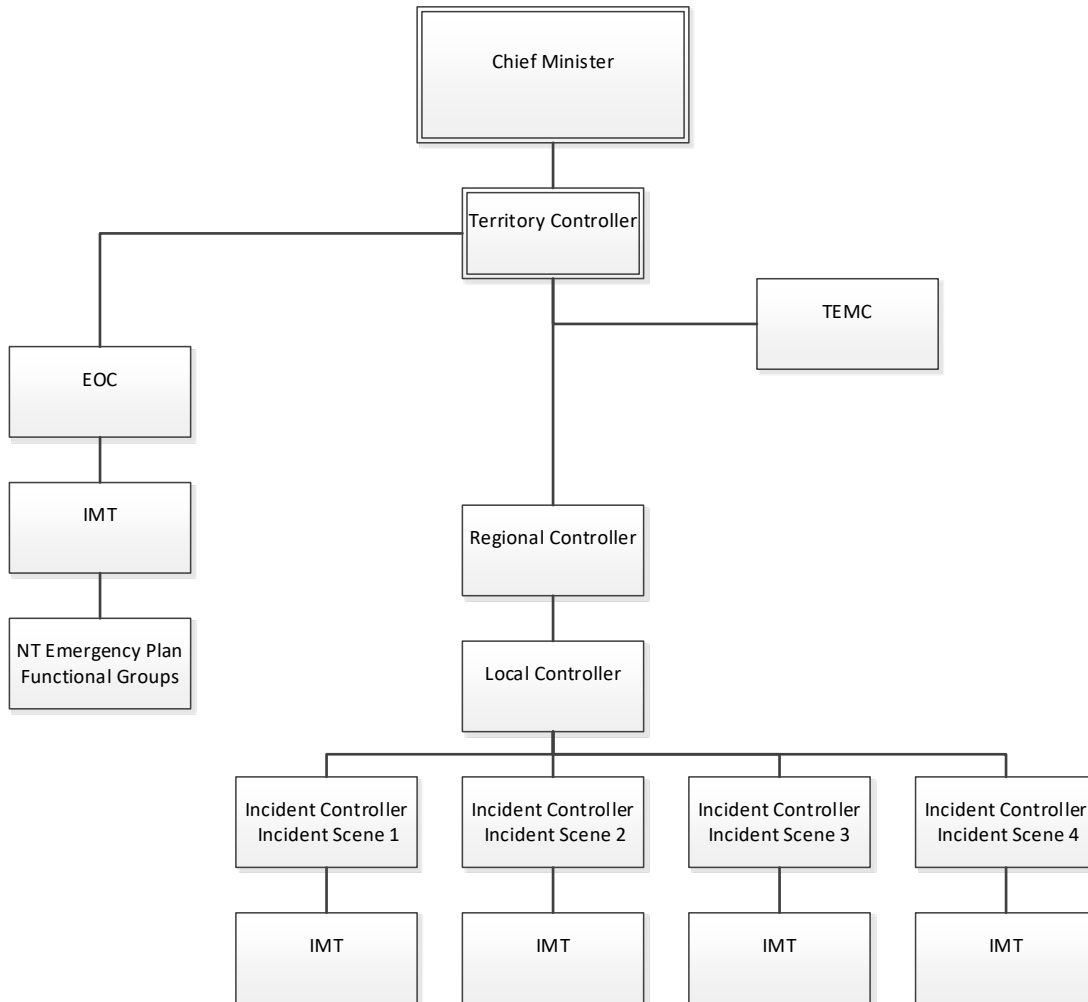 Chief Minister
Territory Controller
TEMC
EOC
IMT
Regional Controller
NT Emergency Plan
Functional Groups
Local Controller
Incident Controller
Incident Scene 1
Incident Controller
Incident Scene 2
Incident Controller
Incident Scene 3
Incident Controller
Incident Scene 4
IMT
IMT
IMT
IMT